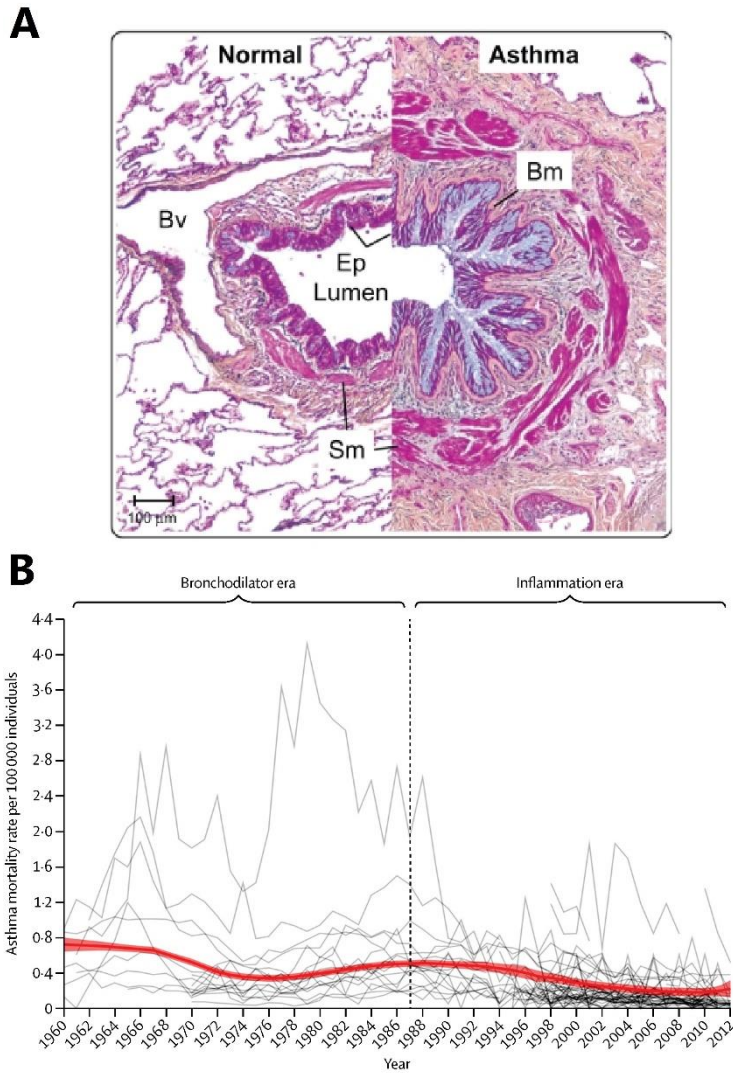 A
Normal
Asthma
Bm
Bv
Ep
Lumen
Sm
100 μm
B
Bronchodilator era
Inflammation era
Asthma mortality rate per 100 000 individuals
4·4
4·0
3·6
3·2
2·8
2·4
2·0
1·6
1·2
0·8
0·4
0
1960
1962
1964
1966
1968
1970
1972
1974
1976
1978
1980
1982
1984
1986
1988
1990
1992
1994
1996
1998
2000
2002
2004
2006
2008
2010
2012
Year